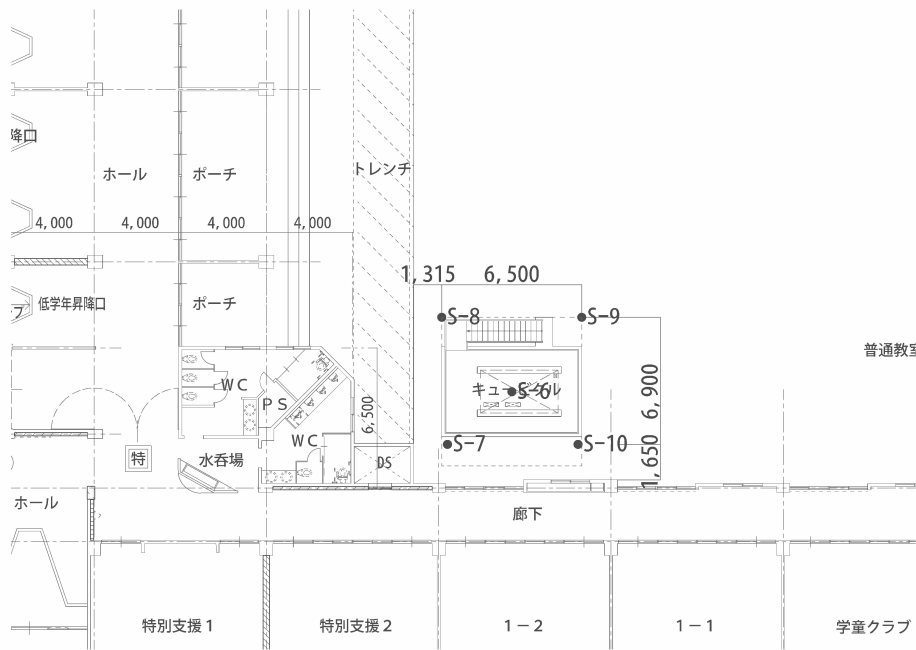 降口
ホール
ポーチ
トレンチ
4,000
4,000
4,000
4,000
1,315
6,500
低学年昇降口
ポーチ
S-8
S-9
普通教室
WC
キュービクル
S-6
6,900
PS
6,500
WC
S-7
S-10
特
水呑場
DS
1,650
ホール
廊下
特別支援1
特別支援2
1-2
1-1
学童クラブ